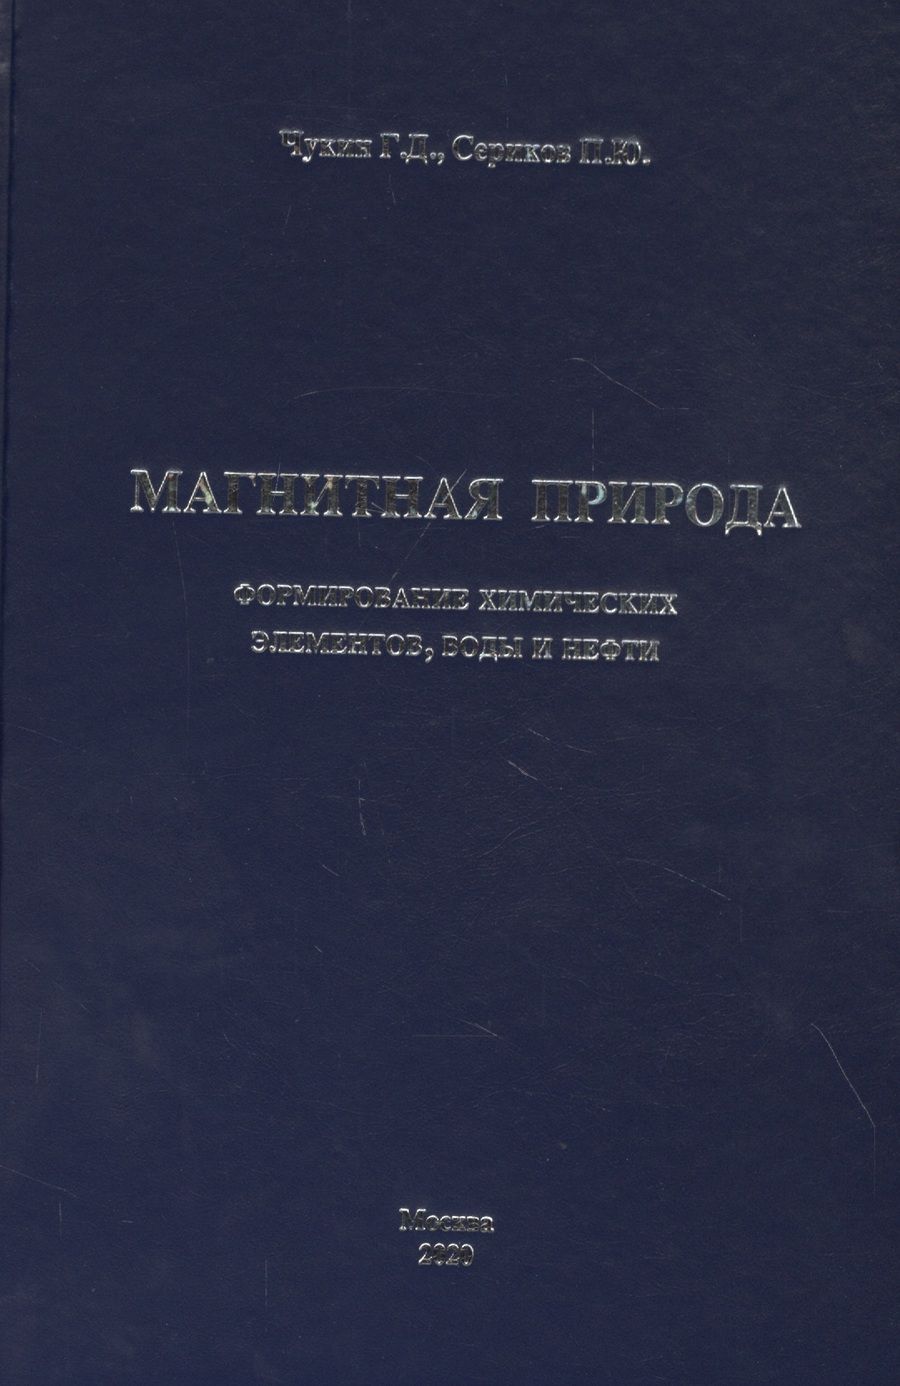 Чукин Г.Д., Сериков П.Ю.
МАГНИТНАЯ ПРИРОДА
ФОРМИРОВАНИЕ ХИМИЧЕСКИХ
ЭЛЕМЕНТОВ, ВОДЫ И НЕФТИ
Москва
2020